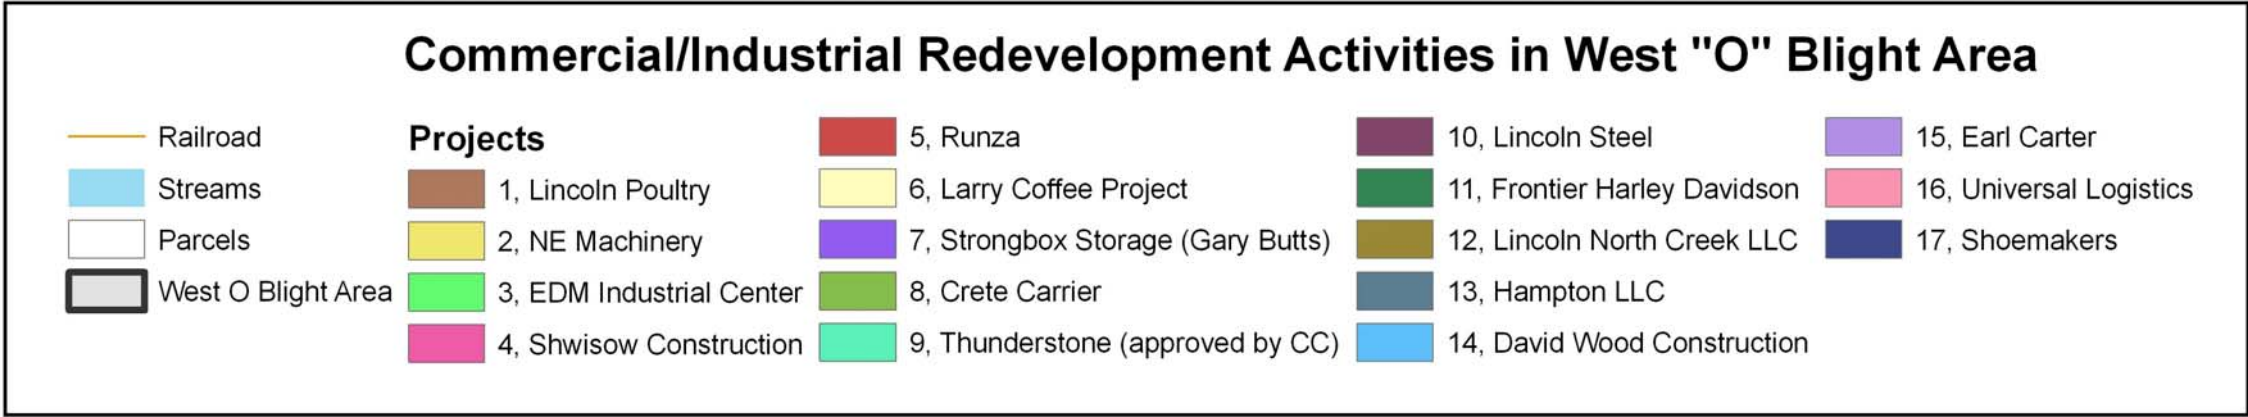 Commercial/Industrial Redevelopment Activities in West "O" Blight Area
Railroad
Streams
Parcels
West O Blight Area
Projects
1, Lincoln Poultry
2, NE Machinery
3, EDM Industrial Center
4, Shwisow Construction
5, Runza
6, Larry Coffee Project
7, Strongbox Storage (Gary Butts)
8, Crete Carrier
9, Thunderstone (approved by CC)
10, Lincoln Steel
11, Frontier Harley Davidson
12, Lincoln North Creek LLC
13, Hampton LLC
14, David Wood Construction
15, Earl Carter
16, Universal Logistics
17, Shoemakers